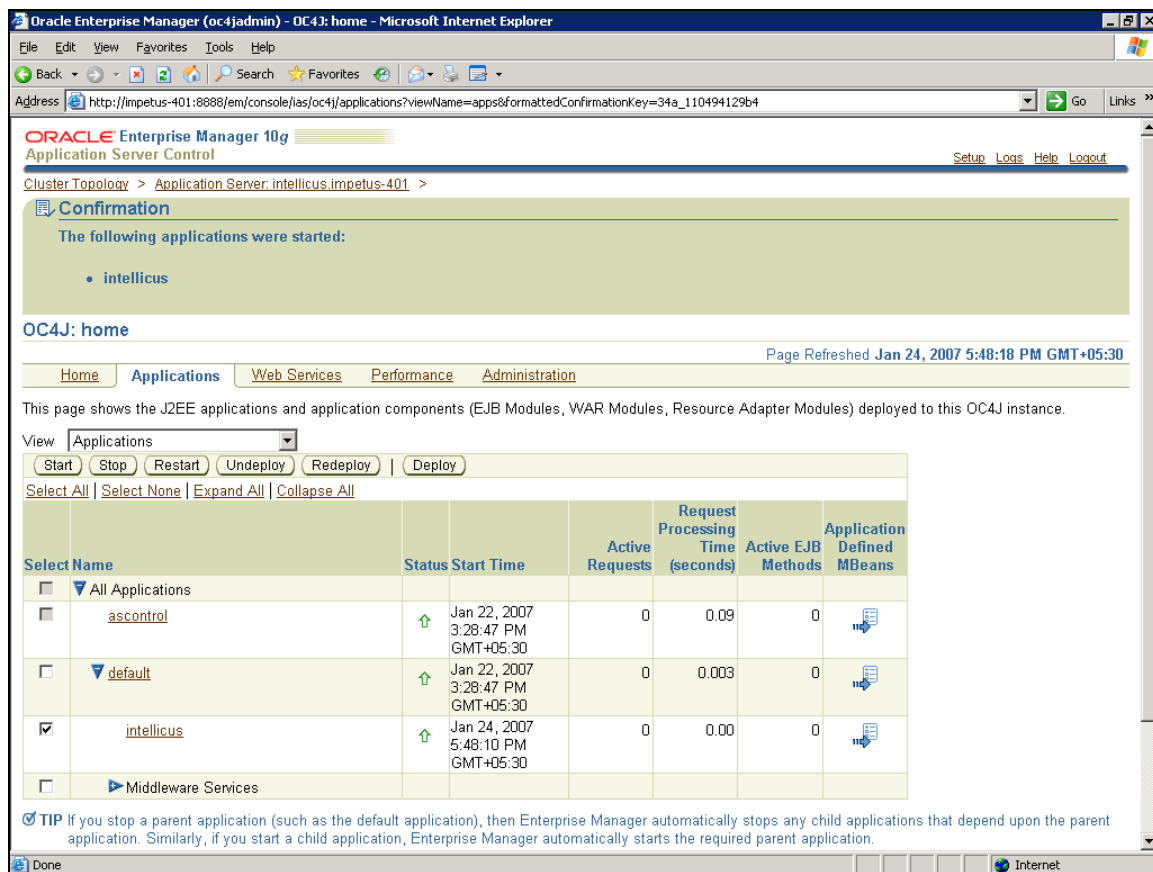 Oracle Enterprise Manager (oc4jadmin) - OC4J: home - Microsoft Internet Explorer
File Edit View Favorites Tools Help
Back Search Favorites
Address http://impetus-401:8888/em/console/ias/oc4j/applications?viewName=apps&formattedConfirmationKey=34a_110494129b4 Go Links »
ORACLE Enterprise Manager 10g
Application Server Control
Setup Logs Help Logout
Cluster Topology > Application Server: intellicus.impetus-401 >
Confirmation
The following applications were started:
• intellicus
OC4J: home
Page Refreshed Jan 24, 2007 5:48:18 PM GMT+05:30
Home Applications Web Services Performance Administration
This page shows the J2EE applications and application components (EJB Modules, WAR Modules, Resource Adapter Modules) deployed to this OC4J instance.
View Applications
Start Stop Restart Undeploy Redeploy | Deploy
Select All | Select None | Expand All | Collapse All
Select Name Status Start Time Active Requests Request Processing Time (seconds) Active EJB Methods Application Defined MBeans
All Applications
ascontrol Jan 22, 2007 3:28:47 PM GMT+05:30 0 0.09 0
default Jan 22, 2007 3:28:47 PM GMT+05:30 0 0.003 0
intellicus Jan 24, 2007 5:48:10 PM GMT+05:30 0 0.00 0
Middleware Services
TIP If you stop a parent application (such as the default application), then Enterprise Manager automatically stops any child applications that depend upon the parent
application. Similarly, if you start a child application, Enterprise Manager automatically starts the required parent application.
Done Internet